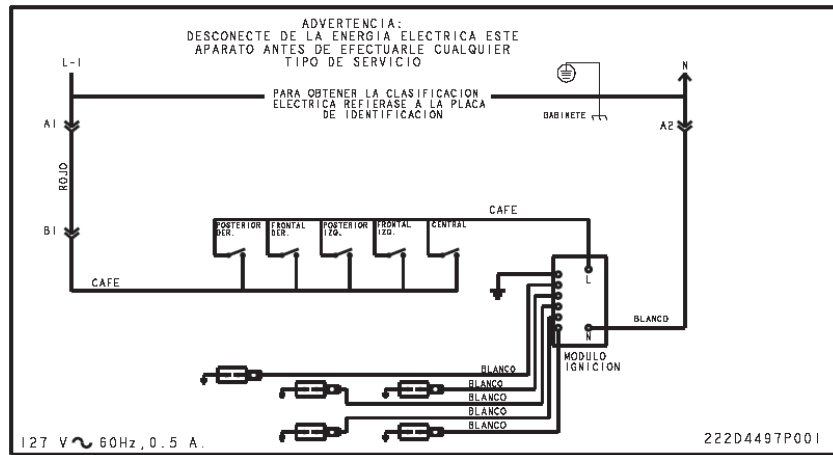 ADVERTENCIA:
DESCONECTE DE LA ENERGIA ELECTRICA ESTE
APARATO ANTES DE EFECTUARLE CUALQUIER
TIPO DE SERVICIO
L-1
N
PARA OBTENER LA CLASIFICACION
ELECTRICA REFIERASE A LA PLACA
DE IDENTIFICACION
GABINETE
A1
A2
ROJO
B1
CAFE
POSTERIOR
DER.
FRONTAL
DER.
POSTERIOR
IZQ.
FRONTAL
IZQ.
CENTRAL
CAFE
L
N
BLANCO
MODULO
IGNICION
BLANCO
BLANCO
BLANCO
BLANCO
BLANCO
127 V 60Hz, 0.5 A.
222D4497P001